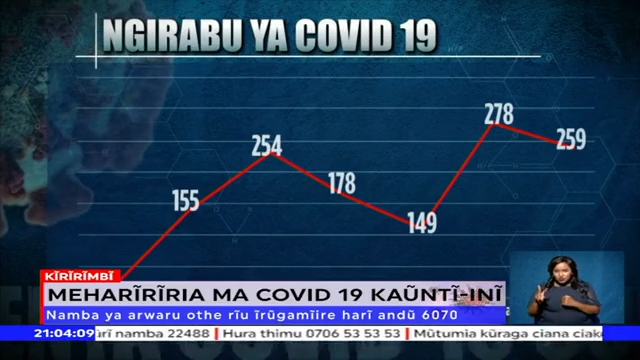 NGIRABU YA COVID 19
278
254
259
178
155
149
KĨRĨRĨMBĨ
MEHARĨRĨRIA MA COVID 19 KAŨNTĨ-INĨ
Namba ya arwaru othe rĩu ĩrũgamĩire harĩ andũ 6070
21:04:09 rĩ namba 22488 | Hura thimu 0706 53 53 53 | Mũtumia kũraga ciana ciake